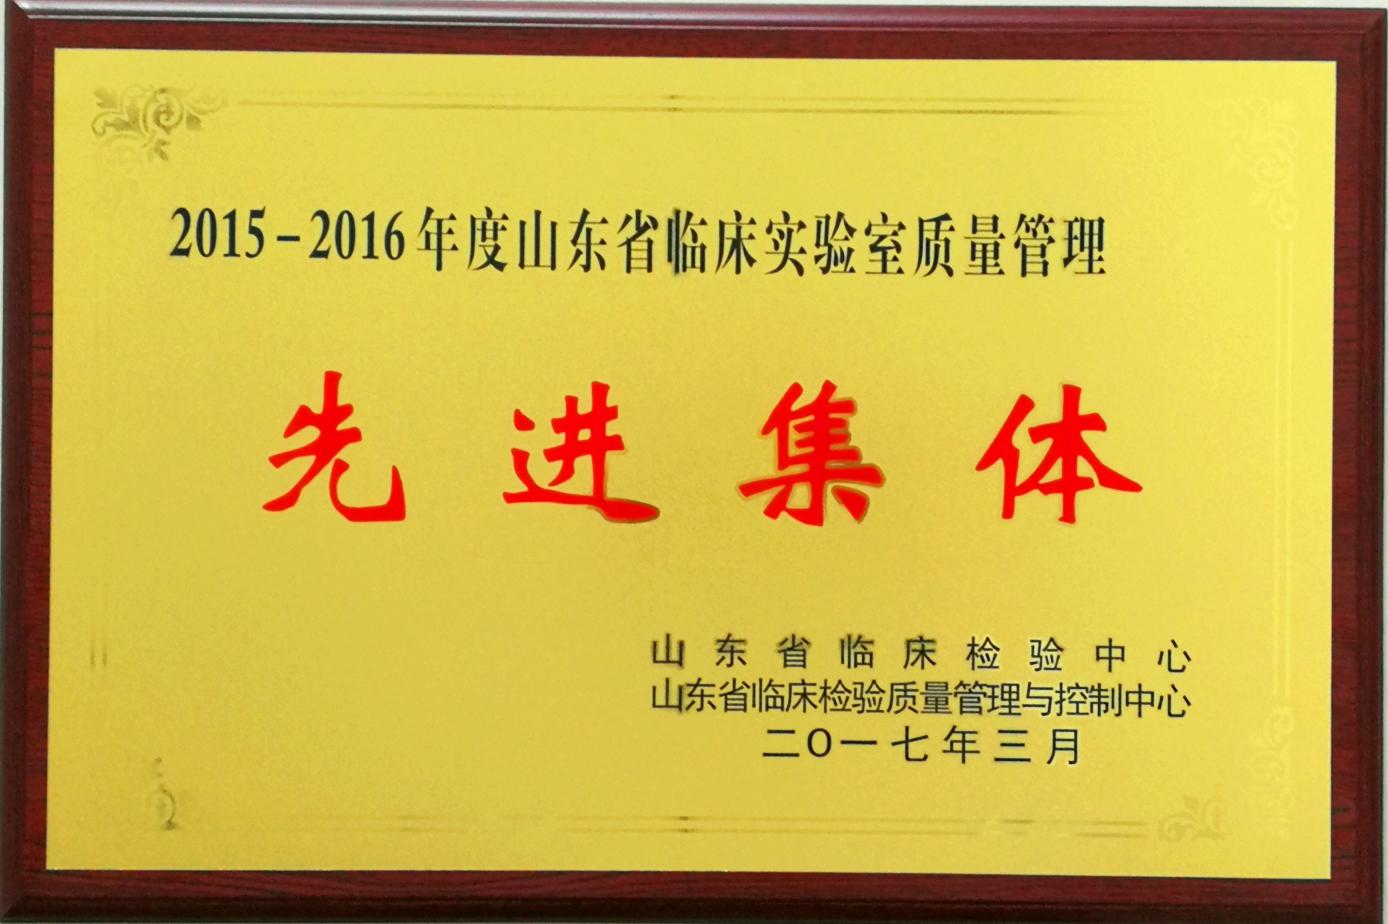 2015-2016年度山东省临床实验室质量管理
先进集体
山东省临床检验中心
山东省临床检验质量管理与控制中心
二O一七年三月